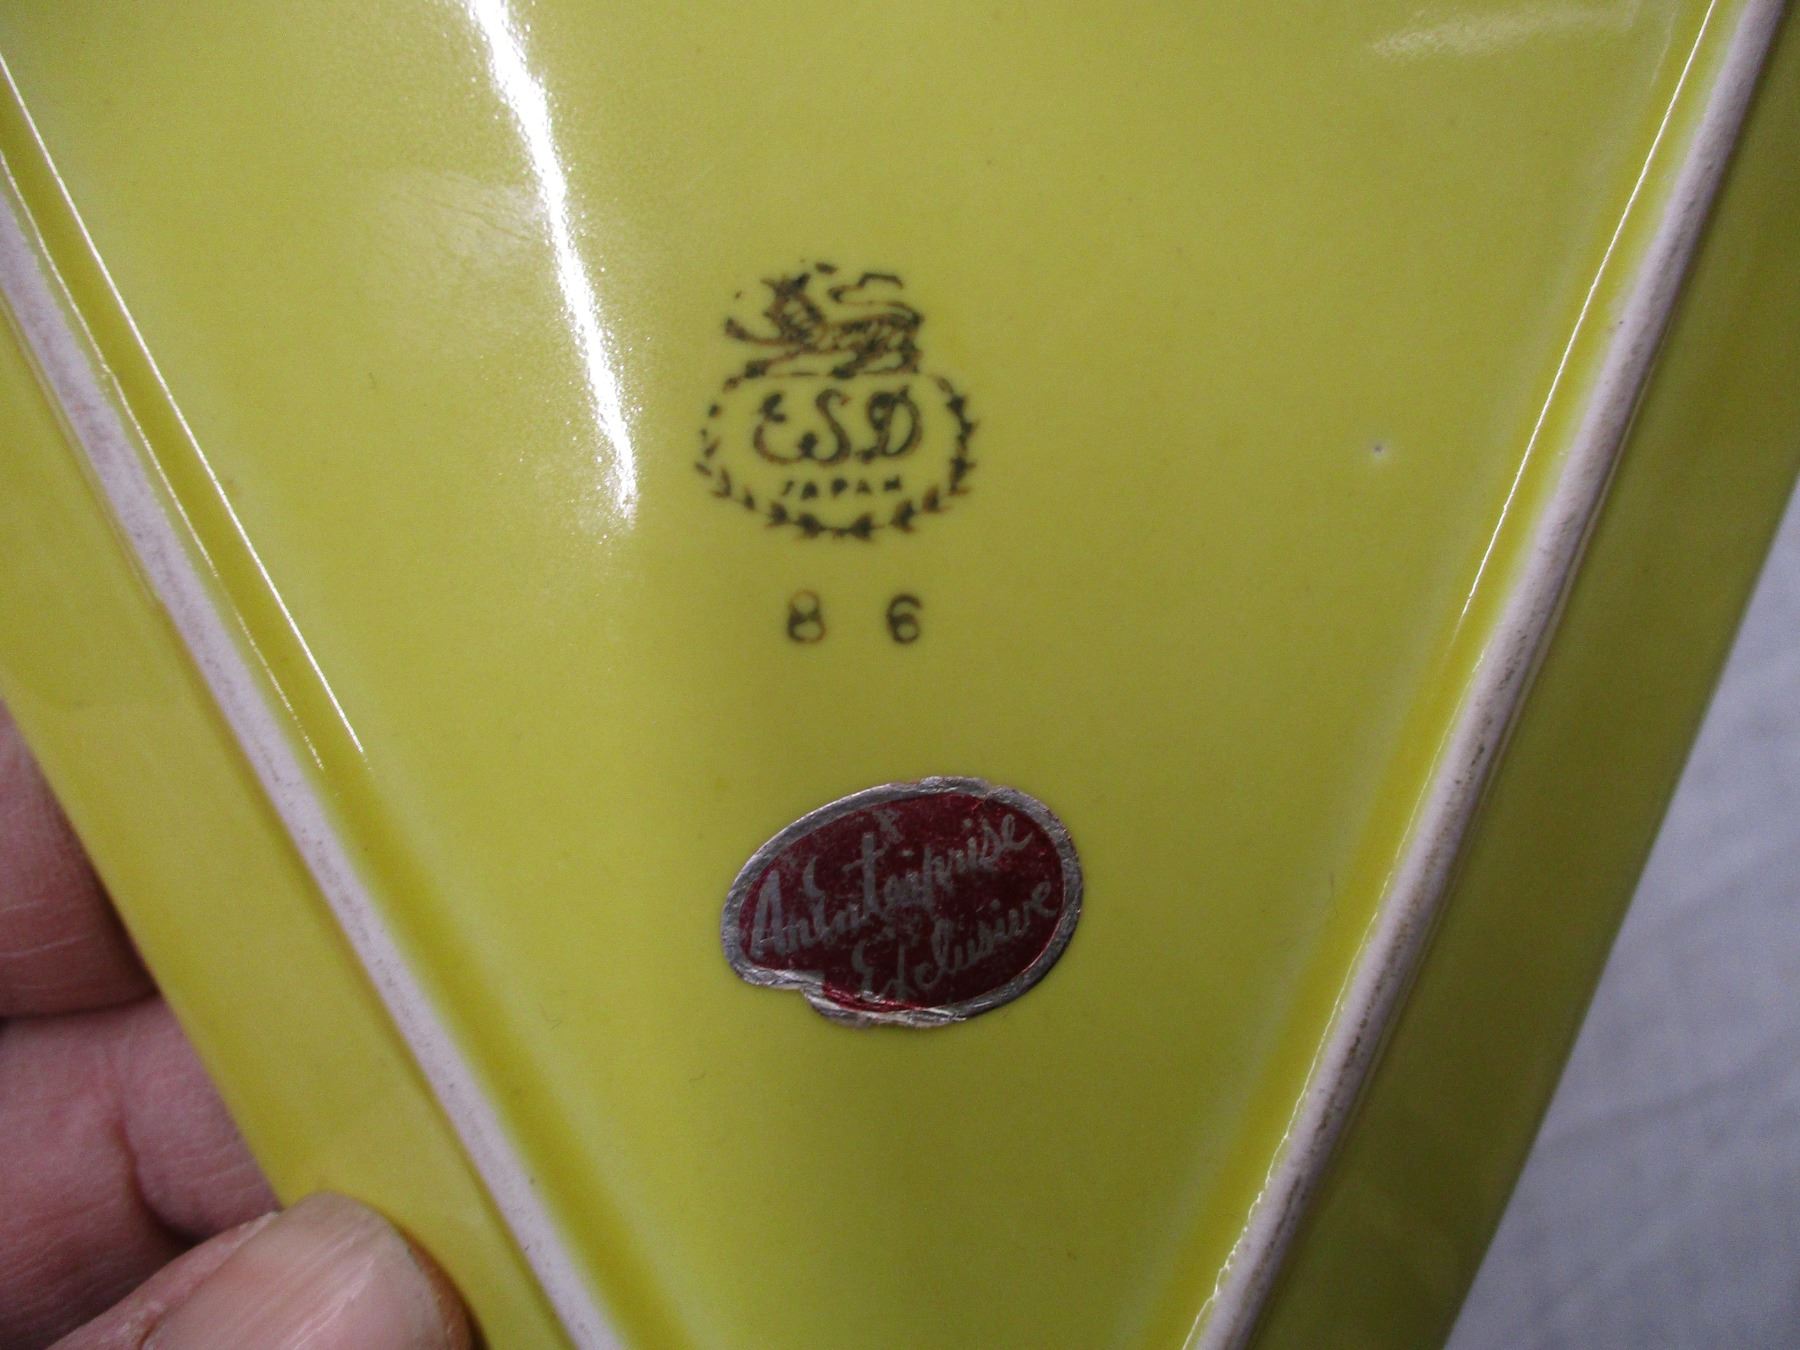 ESD
JAPAN
8 6
An Enterprise
Exclusive